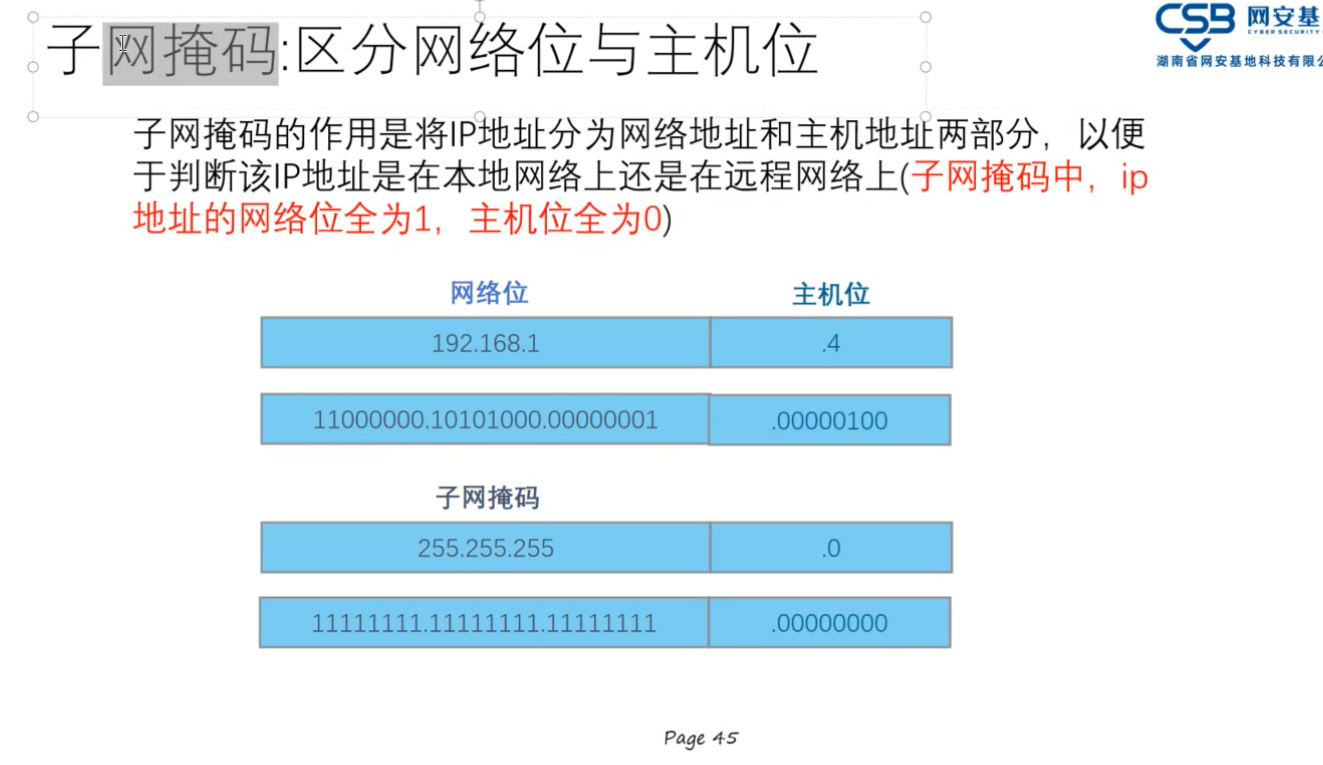 子网掩码:区分网络位与主机位
CSB 网安基
CYBER SECURITY
湖南省网安基地科技有限
子网掩码的作用是将IP地址分为网络地址和主机地址两部分，以便
于判断该IP地址是在本地网络上还是在远程网络上(子网掩码中，ip
地址的网络位全为1，主机位全为0)
网络位 主机位
192.168.1 .4
11000000.10101000.00000001 .00000100
子网掩码
255.255.255 .0
11111111.11111111.11111111 .00000000
Page 45